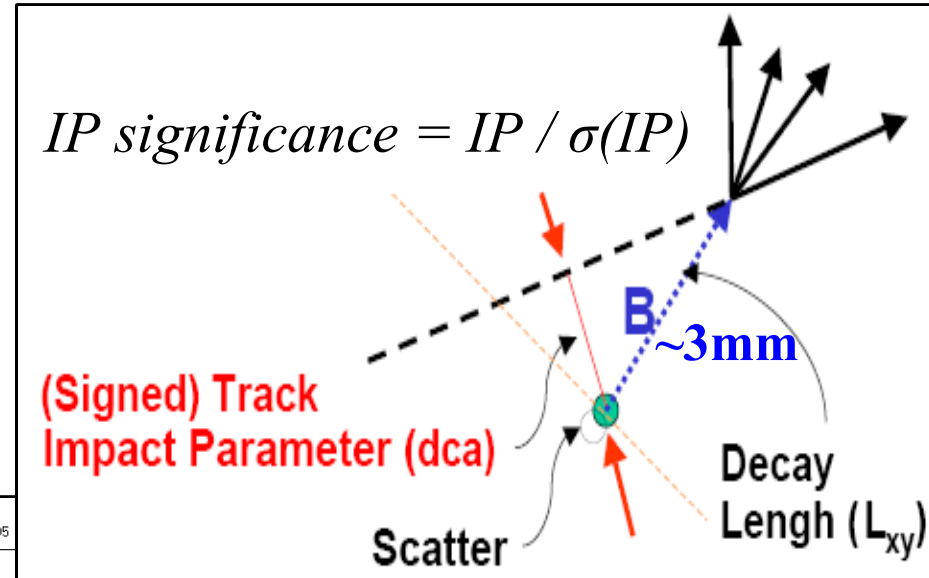 IP significance = IP / σ(IP)
B
~3mm
(Signed) Track
Impact Parameter (dca)
Decay
Lengh (Lxy)
Scatter